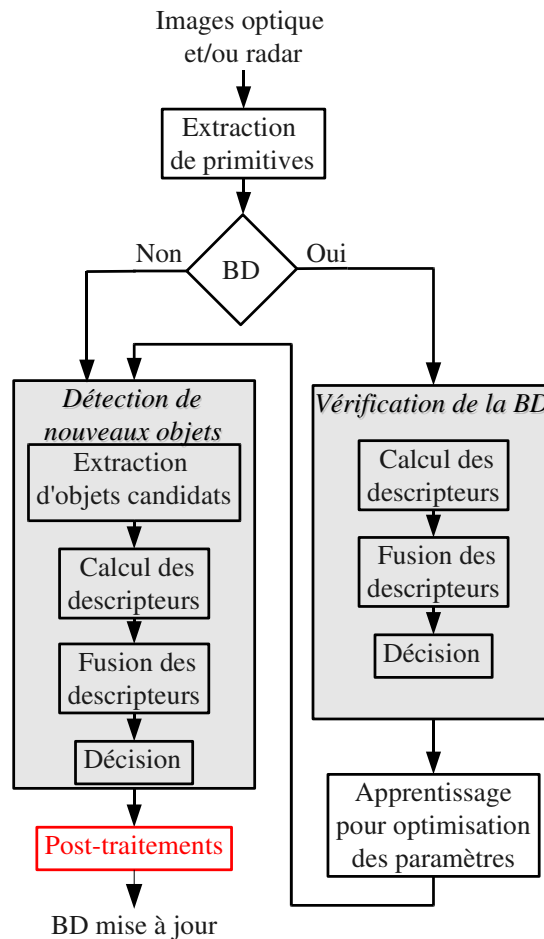 Images optique
et/ou radar
Extraction
de primitives
Non
BD
Oui
Détection de
nouveaux objets
Extraction
d'objets candidats
Calcul des
descripteurs
Fusion des
descripteurs
Décision
Post-traitements
BD mise à jour
Vérification de la BD
Calcul des
descripteurs
Fusion des
descripteurs
Décision
Apprentissage
pour optimisation
des paramètres